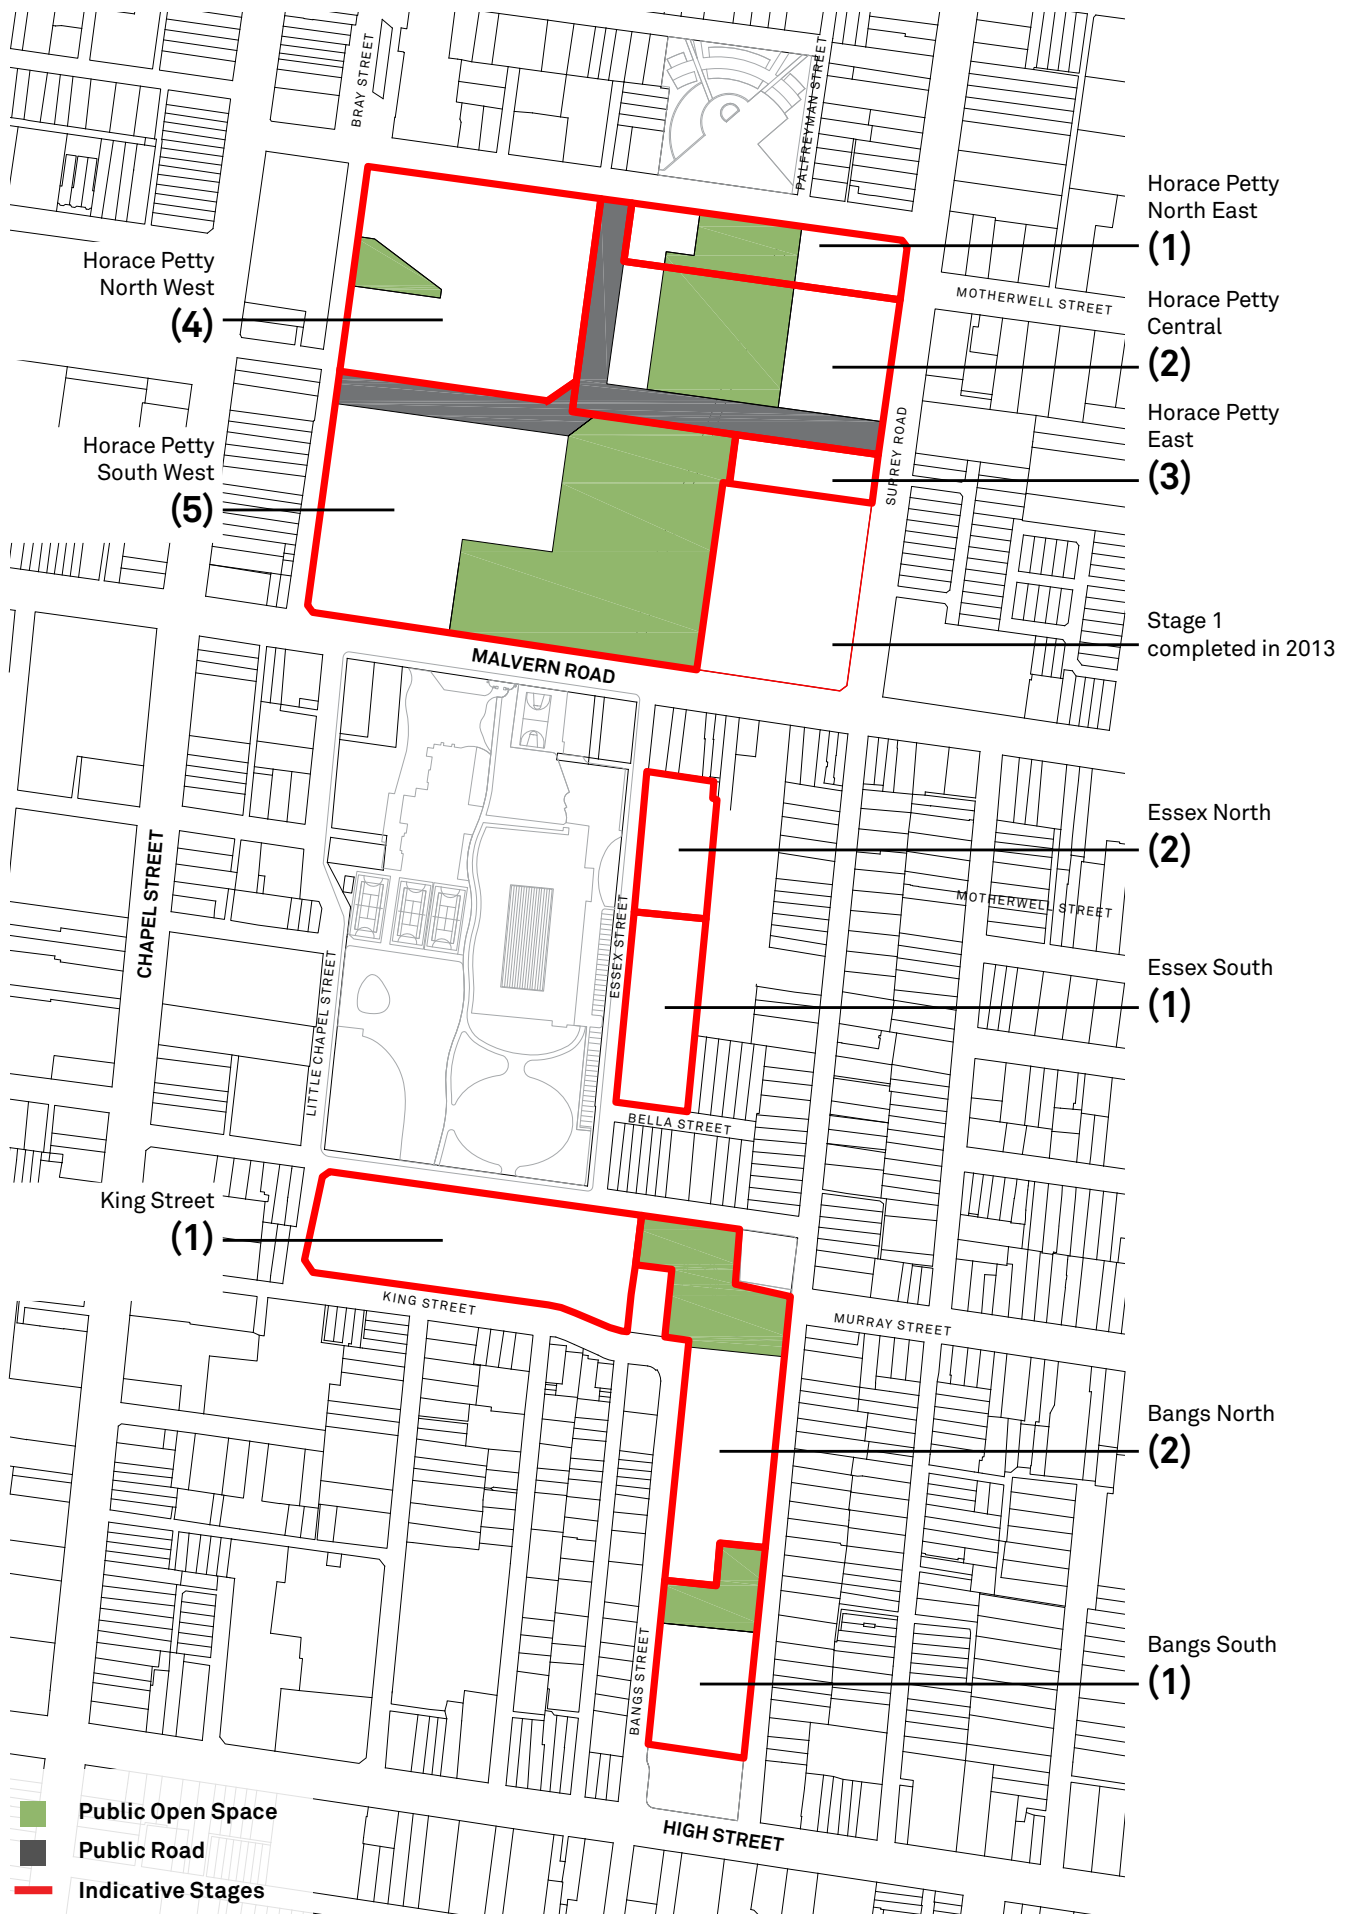 BRAY STREET
PALFREYMAN STREET
Horace Petty
North East
(1)
Horace Petty
North West
(4)
MOTHERWELL STREET
Horace Petty
Central
(2)
Horace Petty
East
(3)
SURREY ROAD
Horace Petty
South West
(5)
Stage 1
completed in 2013
MALVERN ROAD
Essex North
(2)
CHAPEL STREET
MOTHERWELL STREET
ESSEX STREET
LITTLE CHAPEL STREET
Essex South
(1)
BELLA STREET
King Street
(1)
KING STREET
MURRAY STREET
Bangs North
(2)
BANGS STREET
Bangs South
(1)
HIGH STREET
Public Open Space
Public Road
Indicative Stages